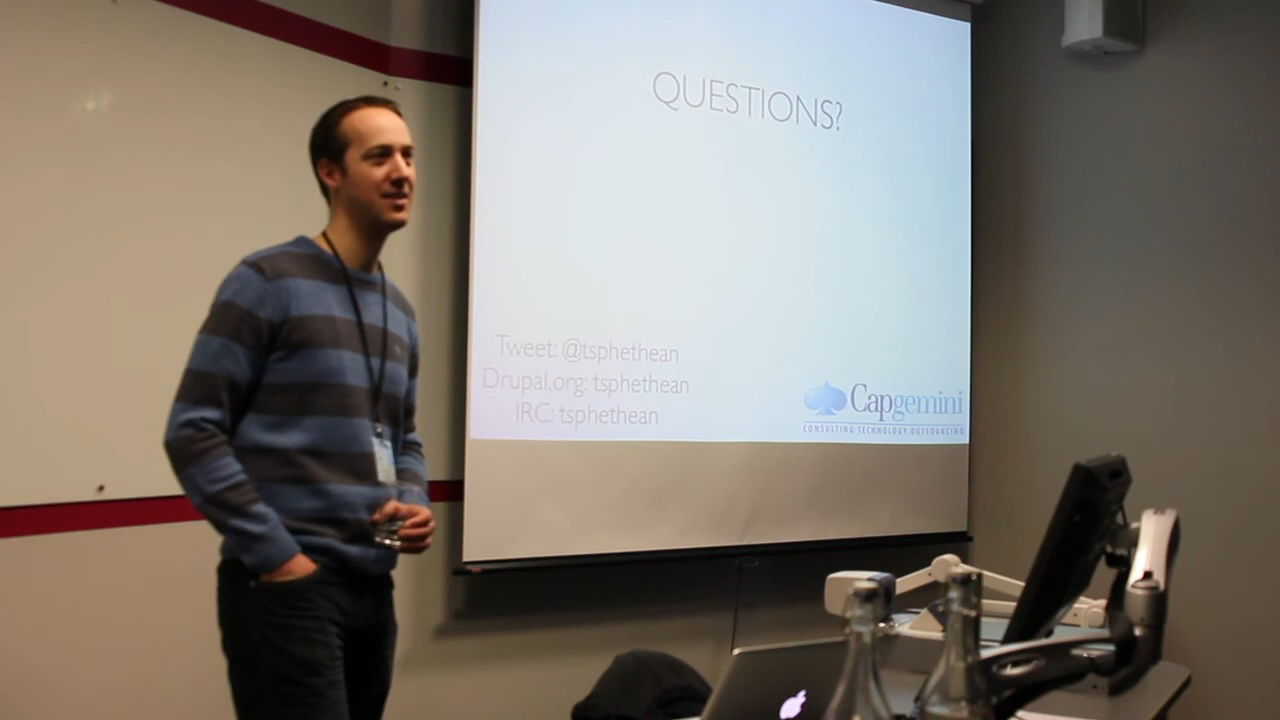 QUESTIONS?
Tweet: @tsphethean
Drupal.org: tsphethean
IRC: tsphethean
Capgemini
CONSULTING.TECHNOLOGY.OUTSOURCING